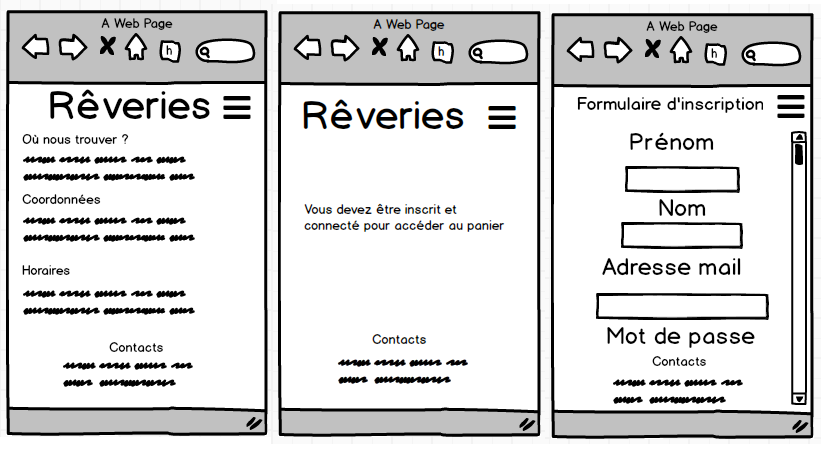 A Web Page
h
Rêveries
Où nous trouver ?
Coordonnées
Horaires
Contacts
A Web Page
h
Rêveries
Vous devez être inscrit et
connecté pour accéder au panier
Contacts
A Web Page
h
Formulaire d'inscription
Prénom
Nom
Adresse mail
Mot de passe
Contacts